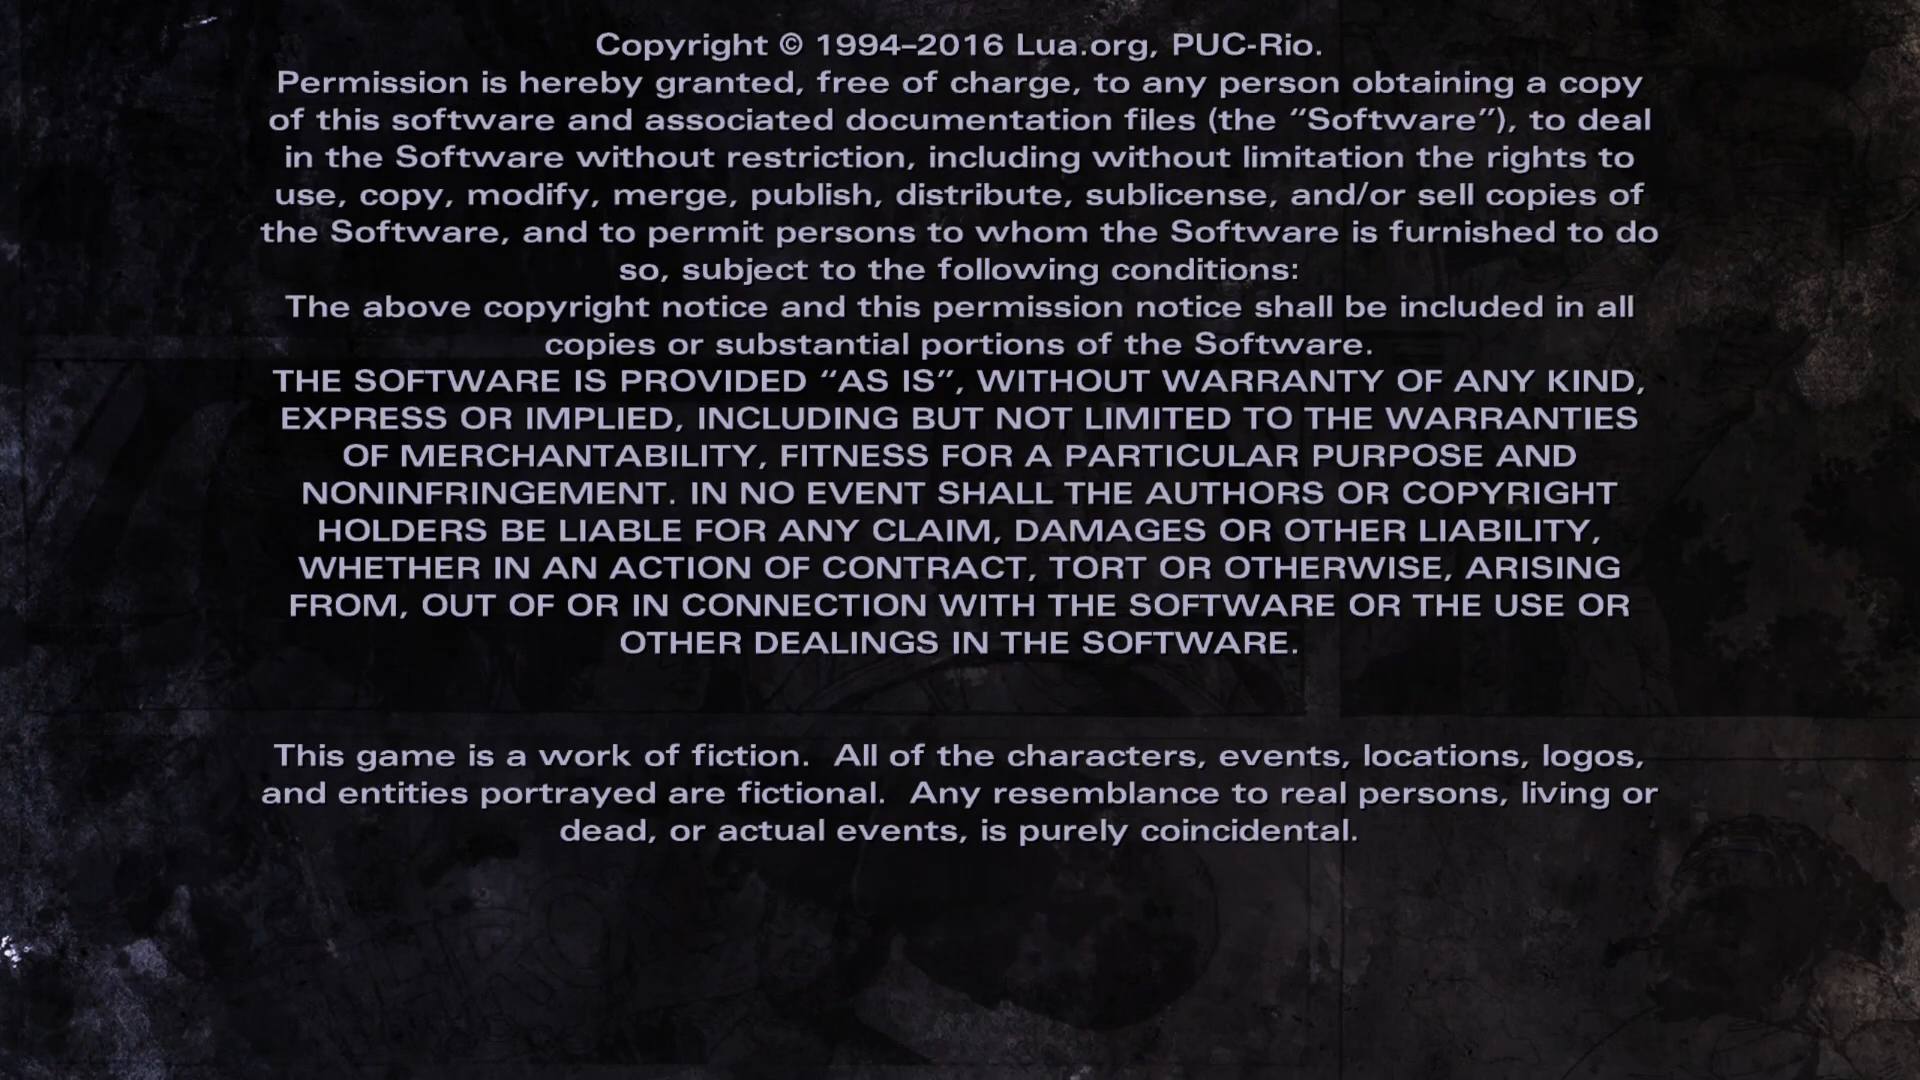 Copyright © 1994–2016 Lua.org, PUC-Rio.
Permission is hereby granted, free of charge, to any person obtaining a copy
of this software and associated documentation files (the “Software”), to deal
in the Software without restriction, including without limitation the rights to
use, copy, modify, merge, publish, distribute, sublicense, and/or sell copies of
the Software, and to permit persons to whom the Software is furnished to do
so, subject to the following conditions:
The above copyright notice and this permission notice shall be included in all
copies or substantial portions of the Software.
THE SOFTWARE IS PROVIDED “AS IS”, WITHOUT WARRANTY OF ANY KIND,
EXPRESS OR IMPLIED, INCLUDING BUT NOT LIMITED TO THE WARRANTIES
OF MERCHANTABILITY, FITNESS FOR A PARTICULAR PURPOSE AND
NONINFRINGEMENT. IN NO EVENT SHALL THE AUTHORS OR COPYRIGHT
HOLDERS BE LIABLE FOR ANY CLAIM, DAMAGES OR OTHER LIABILITY,
WHETHER IN AN ACTION OF CONTRACT, TORT OR OTHERWISE, ARISING
FROM, OUT OF OR IN CONNECTION WITH THE SOFTWARE OR THE USE OR
OTHER DEALINGS IN THE SOFTWARE.
This game is a work of fiction.  All of the characters, events, locations, logos,
and entities portrayed are fictional.  Any resemblance to real persons, living or
dead, or actual events, is purely coincidental.